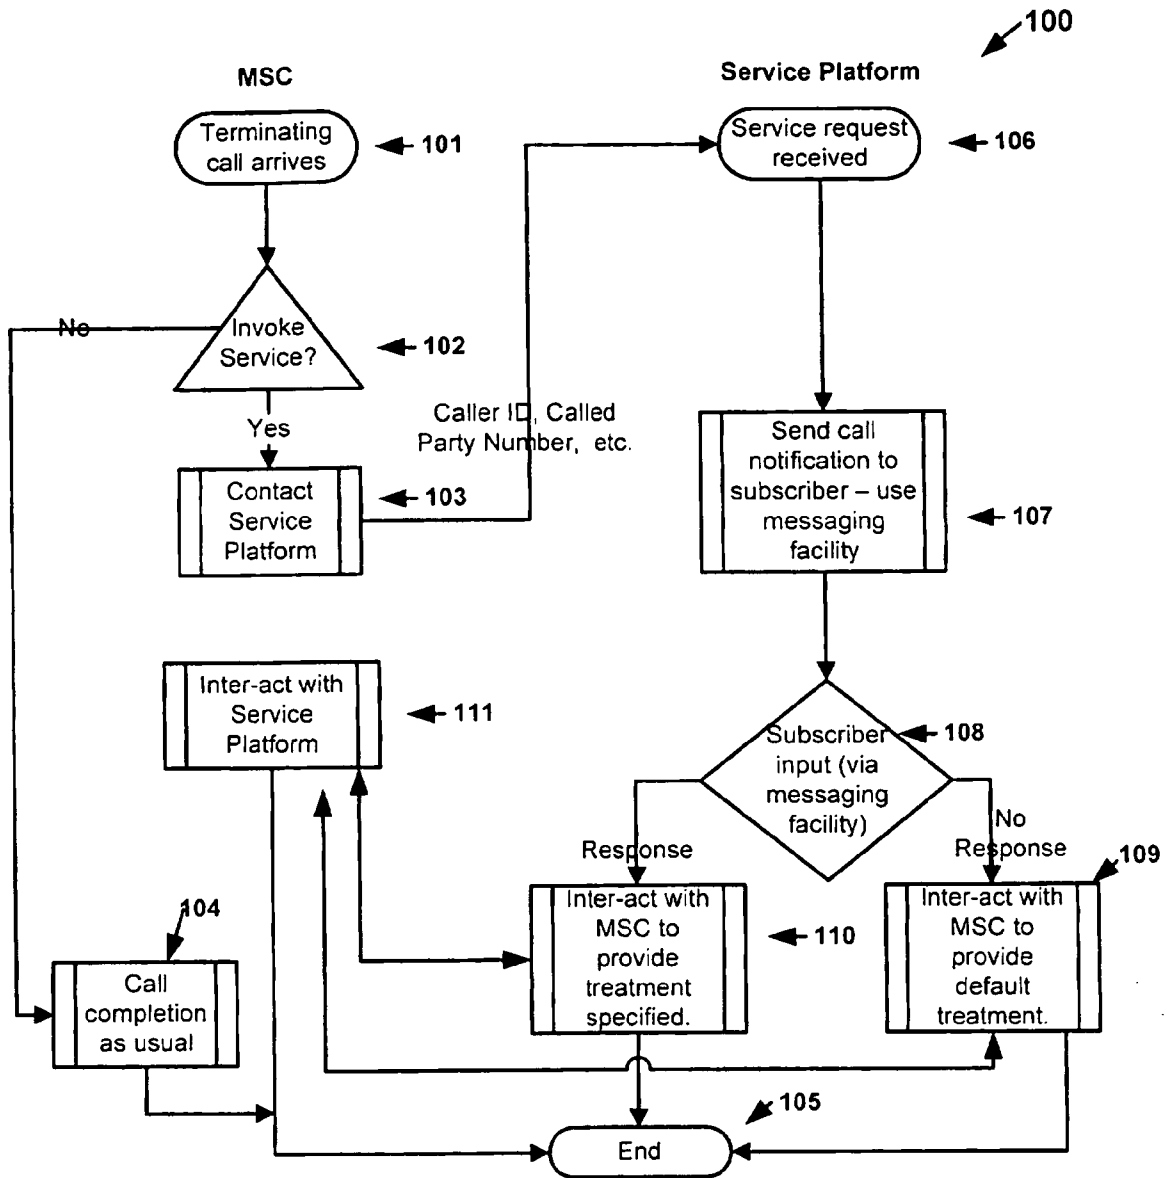 100
MSC
Service Platform
Terminating
call arrives
101
Service request
received
106
No
Invoke
Service?
102
Yes
Caller ID, Called
Party Number, etc.
Contact
Service
Platform
103
Send call
notification to
subscriber – use
messaging
facility
107
Inter-act with
Service
Platform
111
Subscriber
input (via
messaging
facility)
108
Response
No
Response
109
Inter-act with
MSC to
provide
treatment
specified.
110
Inter-act with
MSC to
provide
default
treatment.
104
Call
completion
as usual
105
End